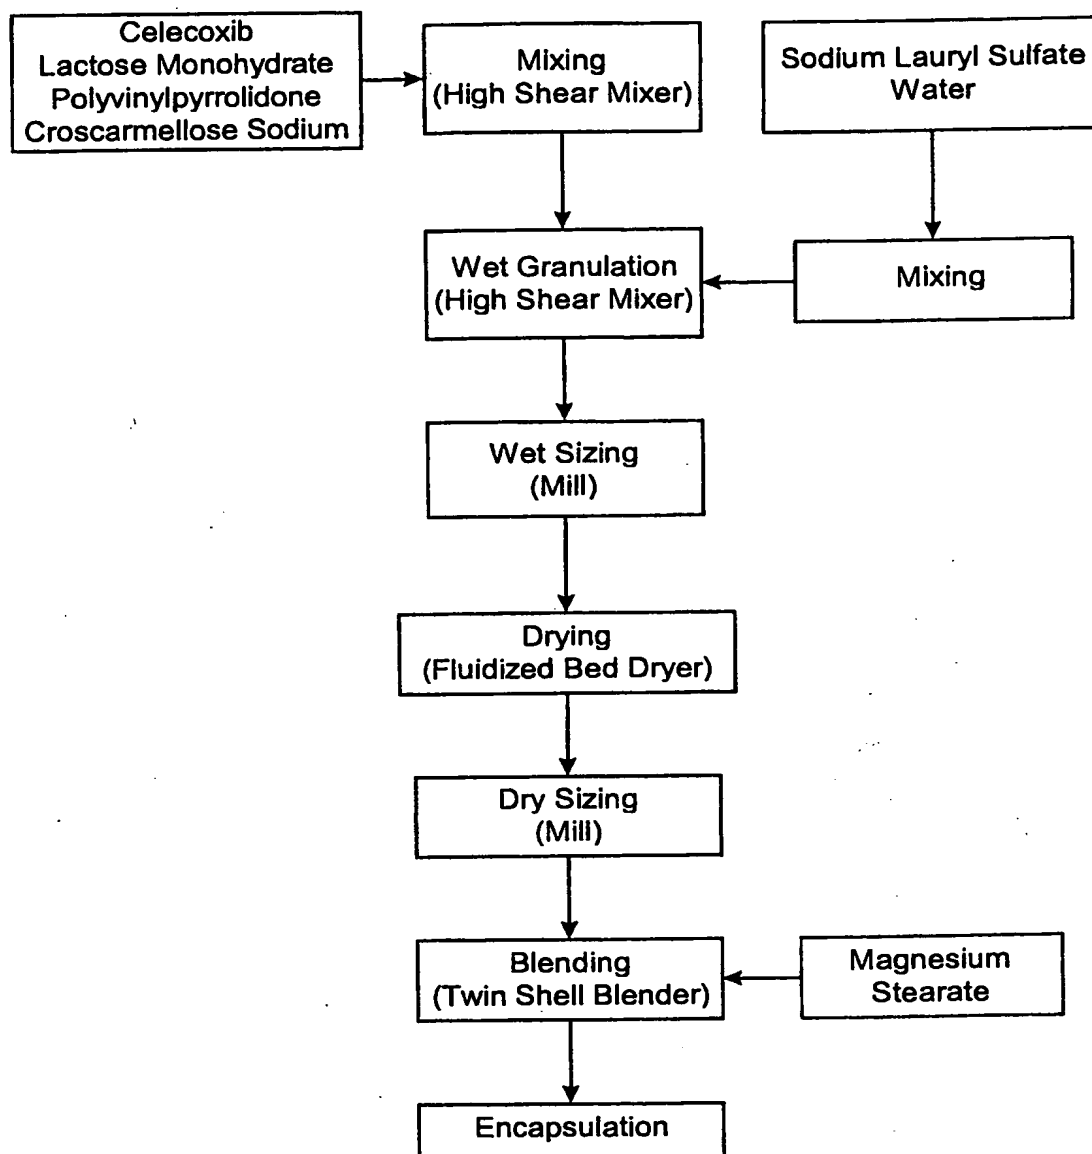 Celecoxib
Lactose Monohydrate
Polyvinylpyrrolidone
Croscarmellose Sodium
Mixing
(High Shear Mixer)
Sodium Lauryl Sulfate
Water
Wet Granulation
(High Shear Mixer)
Mixing
Wet Sizing
(Mill)
Drying
(Fluidized Bed Dryer)
Dry Sizing
(Mill)
Blending
(Twin Shell Blender)
Magnesium
Stearate
Encapsulation